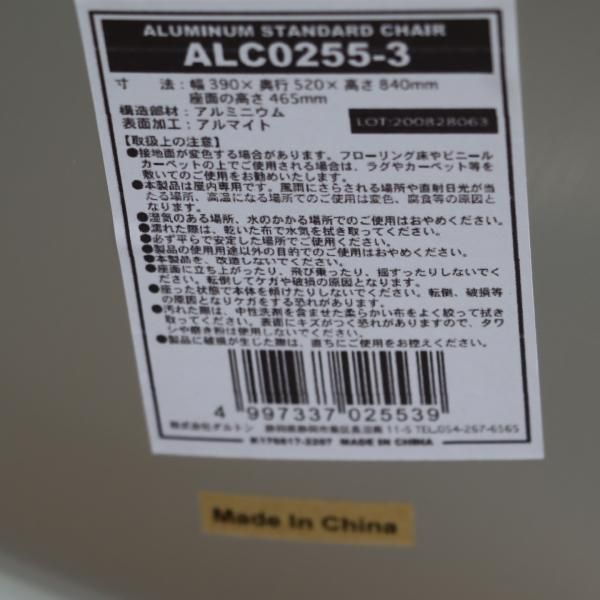 ALUMINUM STANDARD CHAIR
ALC0255-3
寸 法：幅 390× 奥行 520× 高さ 840mm
座面の高さ 465mm
構造部材：アルミニウム
表面加工：アルマイト
LOT:200828063
【取扱上の注意】
●接地面が変色する場合があります。フローリング床やビニール
カーペットの上でご使用される場合は、ラグやカーペット等を
敷いてのご使用をお勧めいたします。
●本製品は屋内専用です。風雨にさらされる場所や直射日光が当
たる場所、高温になる場所でのご使用は変色、腐食等の原因と
なります。
●湿気のある場所、水のかかる場所でのご使用はおやめください。
●濡れた際は、乾いた布で水気を拭き取ってください。
●必ず平らで安定した場所でご使用ください。
●製品の使用用途以外の目的でのご使用はおやめください。
●本製品を、改造しないでください。
●座面に立ち上がったり、飛び乗ったり、揺すったりしないでく
ださい。転倒してケガや破損の原因となります。
●座った状態で本体を傾けたりしないでください。転倒、破損等
の原因となりケガをする恐れがあります。
●汚れた際は、中性洗剤を含ませた柔らかい布をよく絞って拭き
取ってください。表面にキズがつく恐れがありますので、タワ
シや磨き粉は使用しないでください。
●製品に破損が生じた際は、直ちにご使用をお控えください。
4 997337 025539
株式会社ダルトン 静岡県静岡市葵区長沼南 11-5 TEL.054-267-6565
K170617-2207 MADE IN CHINA
Made In China